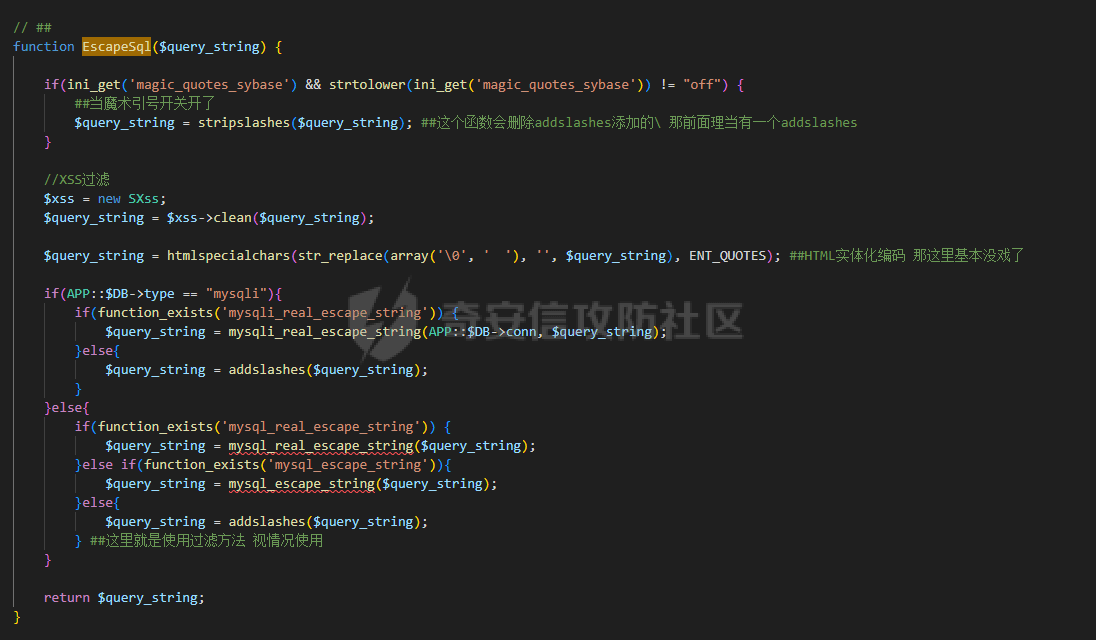 // ##
function EscapeSql($query_string) {
if(ini_get('magic_quotes_sybase') && strtolower(ini_get('magic_quotes_sybase')) != "off") {
##当魔术引号开关开了
$query_string = stripslashes($query_string); ##这个函数会删除addslashes添加的\ 那前面理当有一个addslashes
}
//XSS过滤
$xss = new SXss;
$query_string = $xss->clean($query_string);
$query_string = htmlspecialchars(str_replace(array('\0', '　'), '', $query_string), ENT_QUOTES); ##HTML实体化编码 那这里基本没戏了
if(APP::$DB->type == "mysqli"){
if(function_exists('mysqli_real_escape_string')) {
$query_string = mysqli_real_escape_string(APP::$DB->conn, $query_string);
}else{
$query_string = addslashes($query_string);
}
}else{
if(function_exists('mysql_real_escape_string')) {
$query_string = mysql_real_escape_string($query_string);
}else if(function_exists('mysql_escape_string')){
$query_string = mysql_escape_string($query_string);
}else{
$query_string = addslashes($query_string);
} ##这里就是使用过滤方法 视情况使用
}
return $query_string;
}
奇安信攻防社区